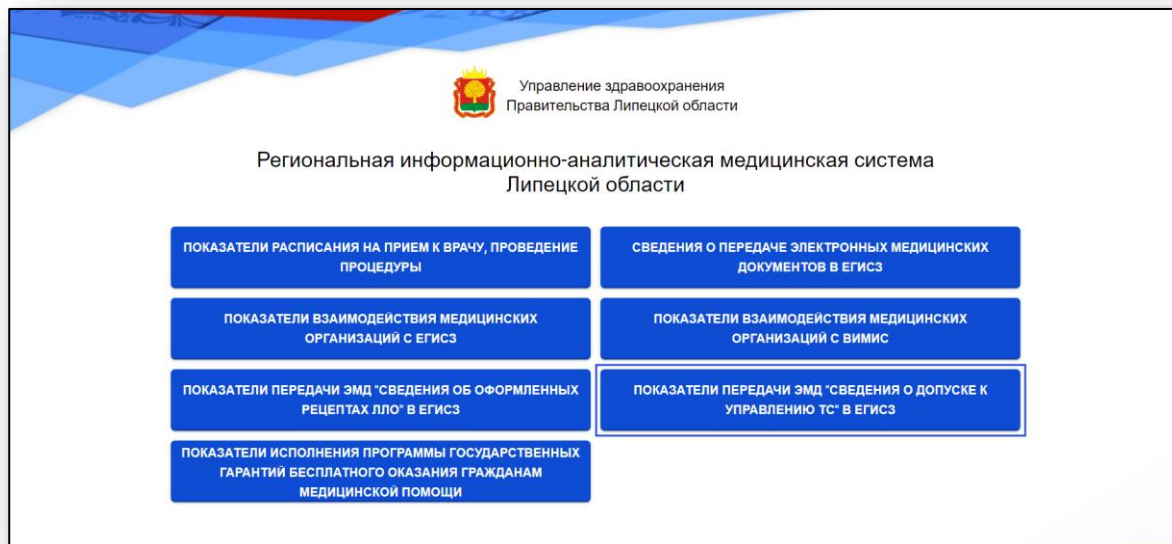 Управление здравоохранения
Правительства Липецкой области
Региональная информационно-аналитическая медицинская система
Липецкой области
ПОКАЗАТЕЛИ РАСПИСАНИЯ НА ПРИЕМ К ВРАЧУ, ПРОВЕДЕНИЕ
ПРОЦЕДУРЫ
СВЕДЕНИЯ О ПЕРЕДАЧЕ ЭЛЕКТРОННЫХ МЕДИЦИНСКИХ
ДОКУМЕНТОВ В ЕГИСЗ
ПОКАЗАТЕЛИ ВЗАИМОДЕЙСТВИЯ МЕДИЦИНСКИХ
ОРГАНИЗАЦИЙ С ЕГИСЗ
ПОКАЗАТЕЛИ ВЗАИМОДЕЙСТВИЯ МЕДИЦИНСКИХ
ОРГАНИЗАЦИЙ С ВИМИС
ПОКАЗАТЕЛИ ПЕРЕДАЧИ ЭМД "СВЕДЕНИЯ ОБ ОФОРМЛЕННЫХ
РЕЦЕПТАХ ЛЛО" В ЕГИСЗ
ПОКАЗАТЕЛИ ПЕРЕДАЧИ ЭМД "СВЕДЕНИЯ О ДОПУСКЕ К
УПРАВЛЕНИЮ ТС" В ЕГИСЗ
ПОКАЗАТЕЛИ ИСПОЛНЕНИЯ ПРОГРАММЫ ГОСУДАРСТВЕННЫХ
ГАРАНТИЙ БЕСПЛАТНОГО ОКАЗАНИЯ ГРАЖДАНАМ
МЕДИЦИНСКОЙ ПОМОЩИ